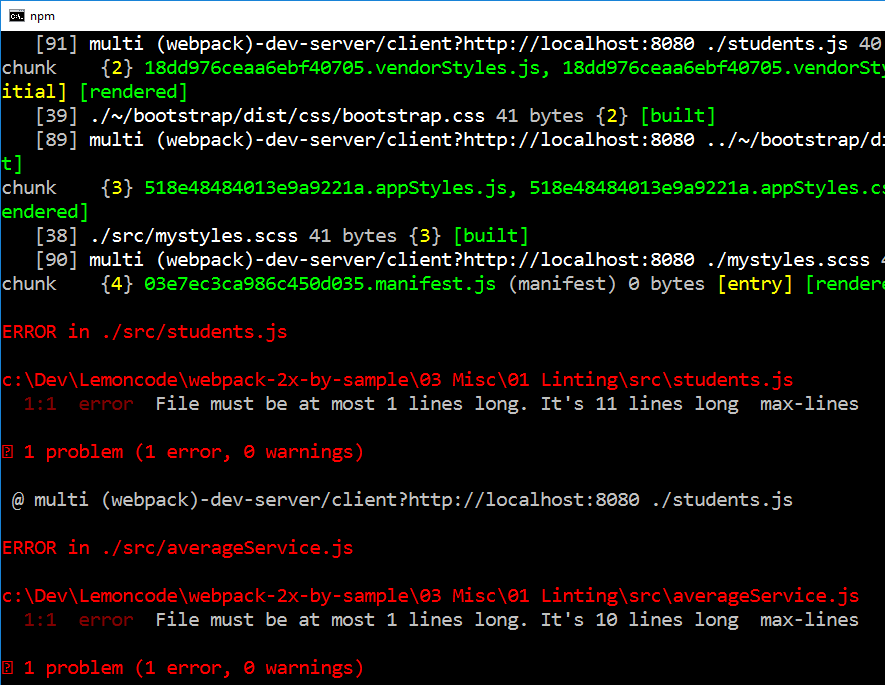 npm
[91] multi (webpack)-dev-server/client?http://localhost:8080 ./students.js 40
chunk    {2} 18dd976ceaa6ebf40705.vendorStyles.js, 18dd976ceaa6ebf40705.vendorSty
itial] [rendered]
[39] ./~/bootstrap/dist/css/bootstrap.css 41 bytes {2} [built]
[89] multi (webpack)-dev-server/client?http://localhost:8080 ../~/bootstrap/di
t]
chunk    {3} 518e48484013e9a9221a.appStyles.js, 518e48484013e9a9221a.appStyles.cs
endered]
[38] ./src/mystyles.scss 41 bytes {3} [built]
[90] multi (webpack)-dev-server/client?http://localhost:8080 ./mystyles.scss 4
chunk    {4} 03e7ec3ca986c450d035.manifest.js (manifest) 0 bytes [entry] [rendere
ERROR in ./src/students.js
c:\Dev\Lemoncode\webpack-2x-by-sample\03 Misc\01 Linting\src\students.js
1:1  error  File must be at most 1 lines long. It's 11 lines long  max-lines
1 problem (1 error, 0 warnings)
@ multi (webpack)-dev-server/client?http://localhost:8080 ./students.js
ERROR in ./src/averageService.js
c:\Dev\Lemoncode\webpack-2x-by-sample\03 Misc\01 Linting\src\averageService.js
1:1  error  File must be at most 1 lines long. It's 10 lines long  max-lines
1 problem (1 error, 0 warnings)